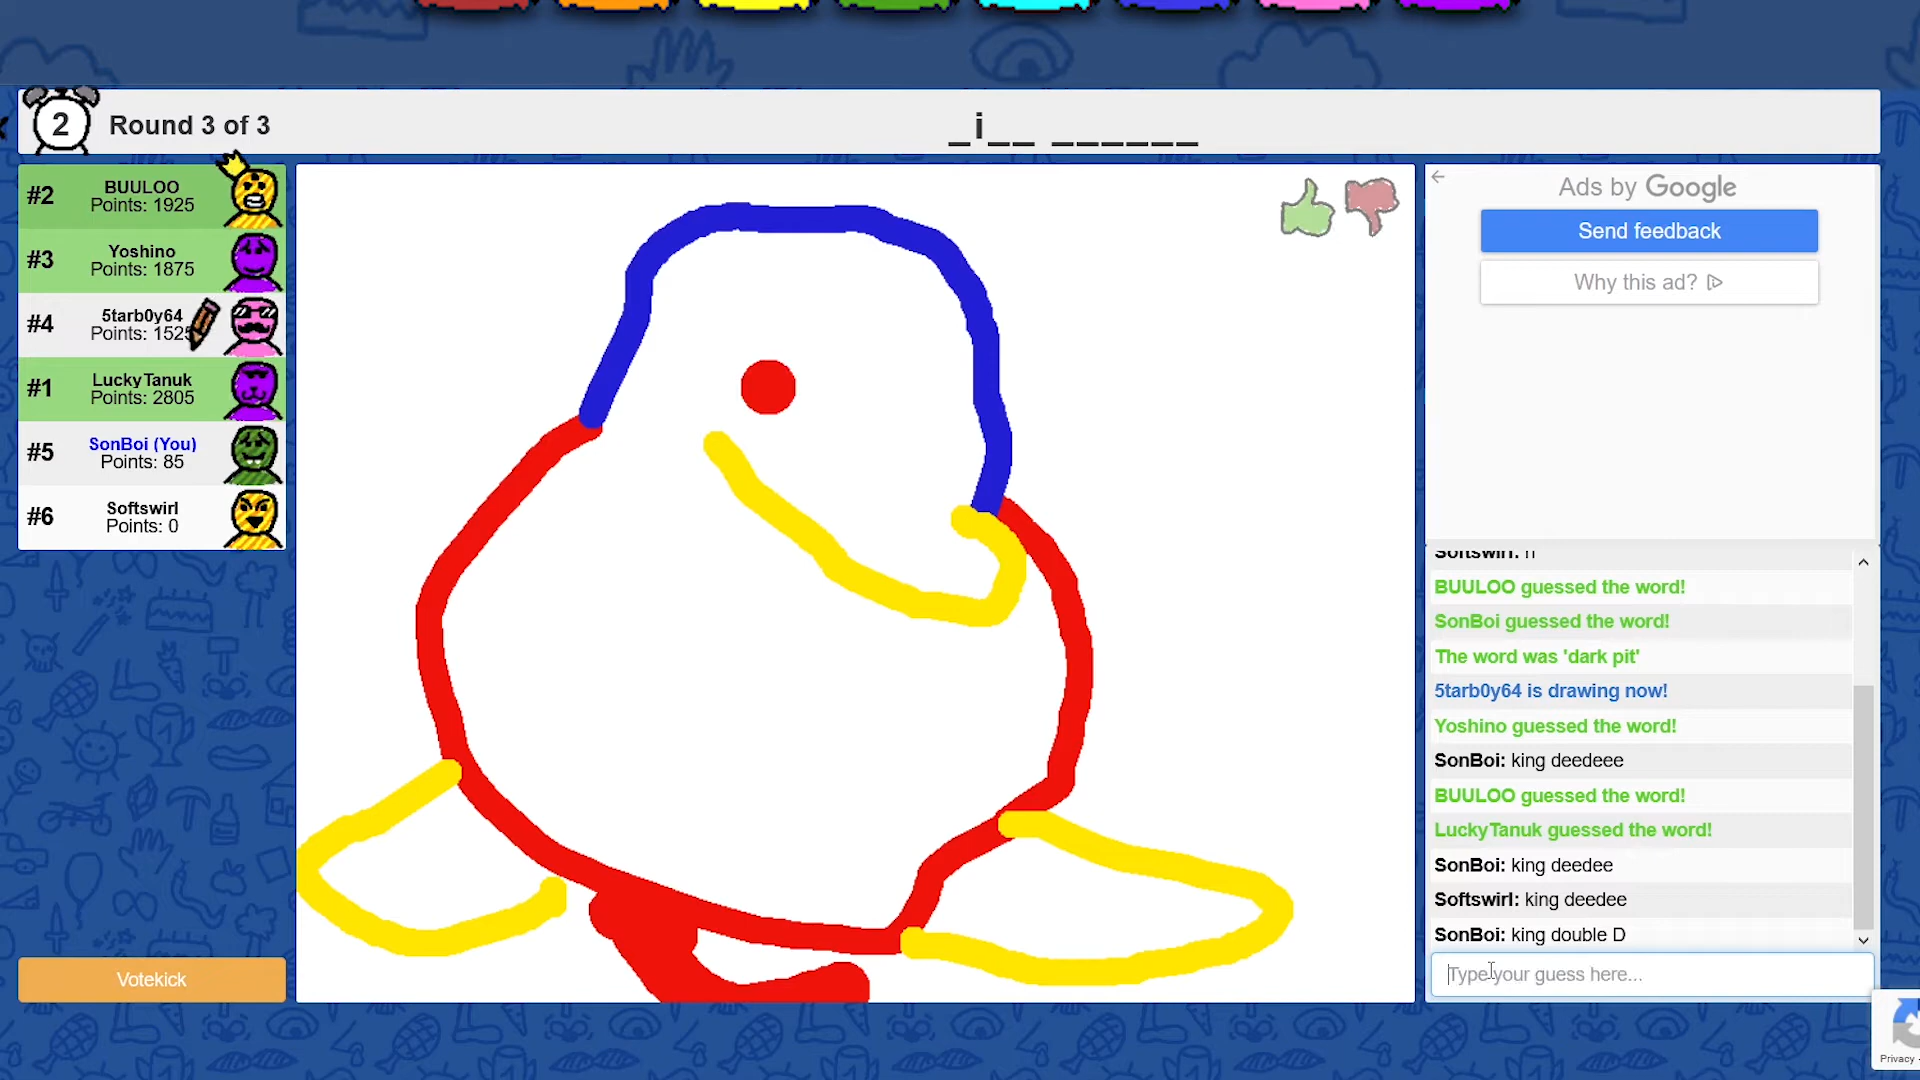 2
Round 3 of 3
_i__ ______
#2
BUULOO
Points: 1925
#3
Yoshino
Points: 1875
#4
5tarb0y64
Points: 1525
#1
LuckyTanuk
Points: 2805
#5
SonBoi (You)
Points: 85
#6
Softswirl
Points: 0
Votekick
Ads by Google
Send feedback
Why this ad?
Softswirl:
BUULOO guessed the word!
SonBoi guessed the word!
The word was 'dark pit'
5tarb0y64 is drawing now!
Yoshino guessed the word!
SonBoi: king deedeee
BUULOO guessed the word!
LuckyTanuk guessed the word!
SonBoi: king deedee
Softswirl: king deedee
SonBoi: king double D
Type your guess here...
Privacy -